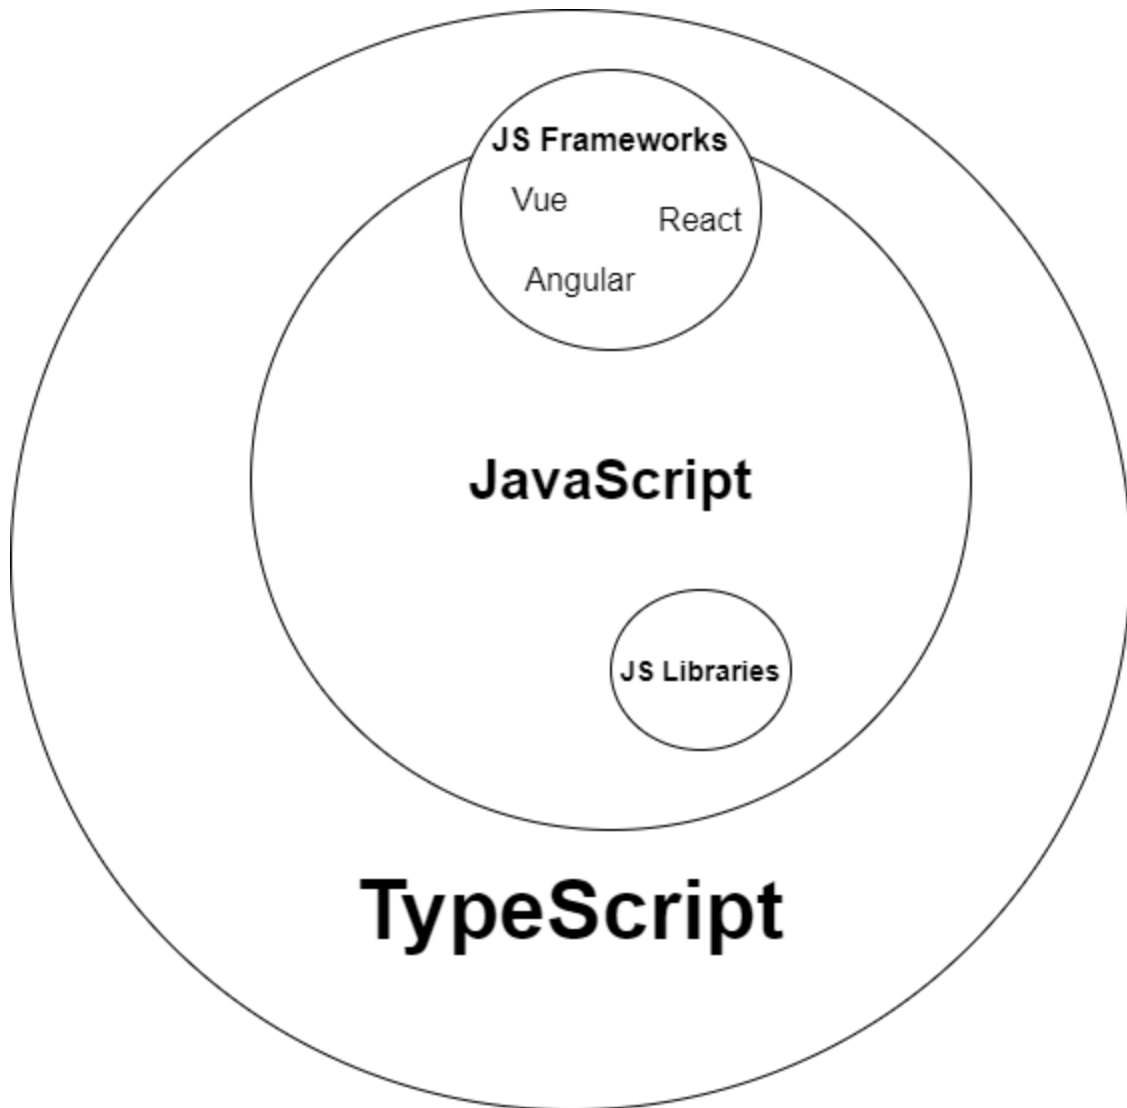 JS Frameworks
Vue
React
Angular
JavaScript
JS Libraries
TypeScript